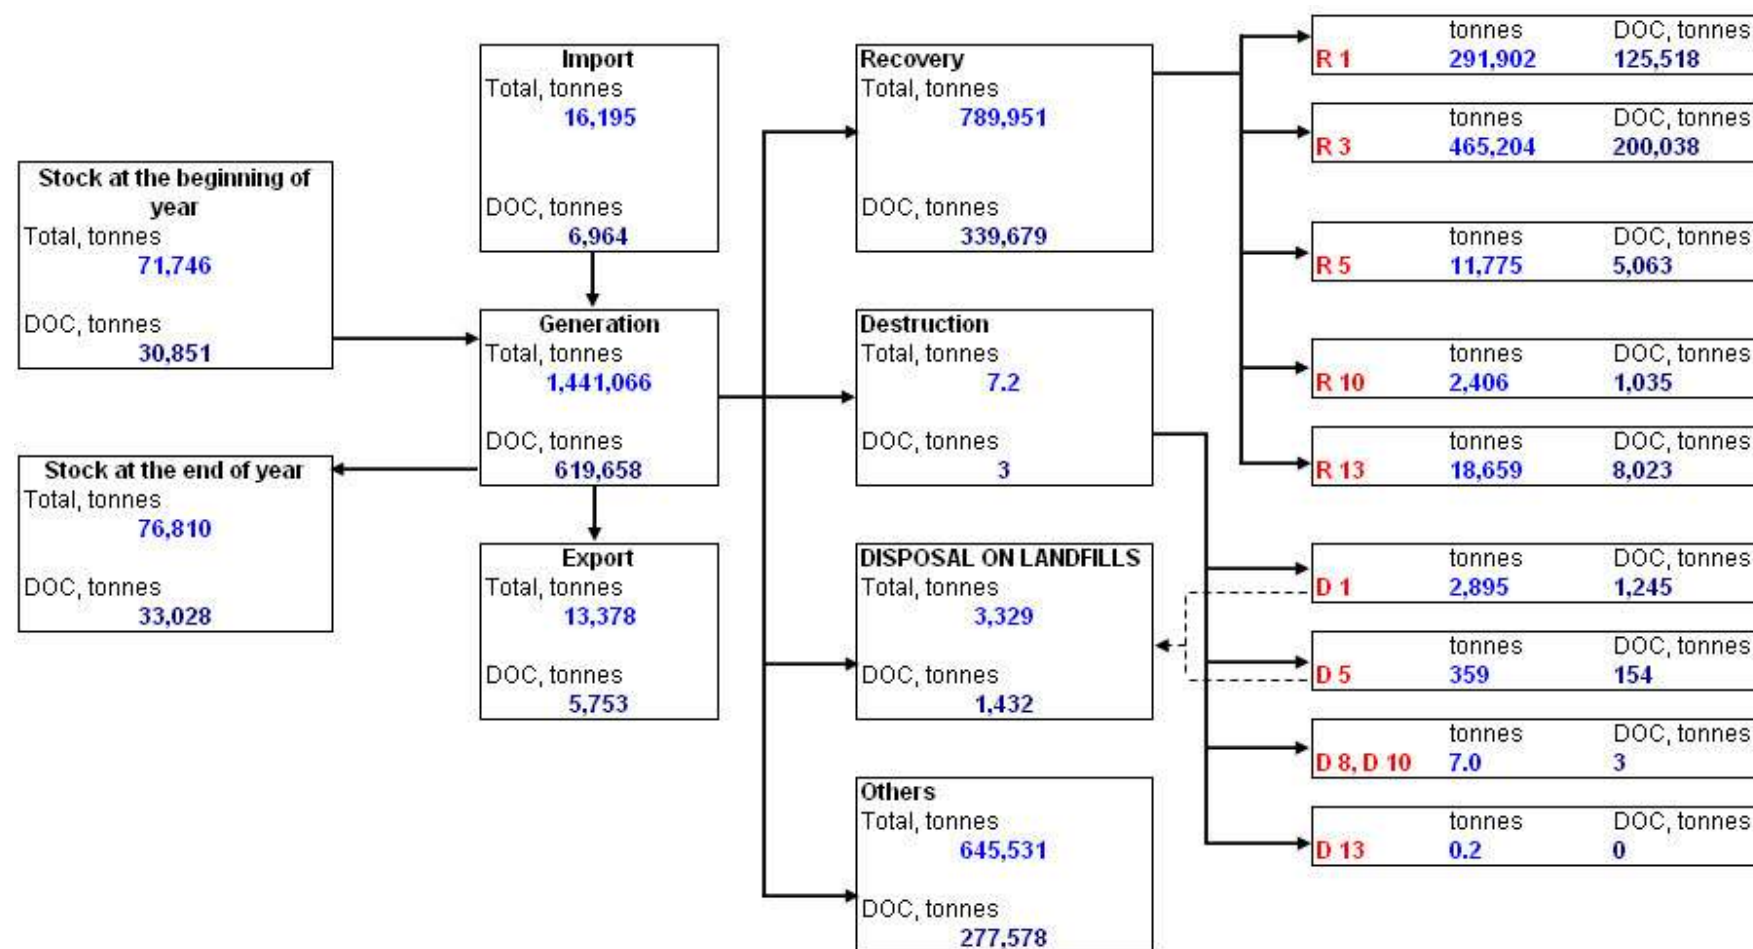 Stock at the beginning of
year
Total, tonnes
71,746
DOC, tonnes
30,851
Stock at the end of year
Total, tonnes
76,810
DOC, tonnes
33,028
Import
Total, tonnes
16,195
DOC, tonnes
6,964
Generation
Total, tonnes
1,441,066
DOC, tonnes
619,658
Export
Total, tonnes
13,378
DOC, tonnes
5,753
Recovery
Total, tonnes
789,951
DOC, tonnes
339,679
Destruction
Total, tonnes
7.2
DOC, tonnes
3
DISPOSAL ON LANDFILLS
Total, tonnes
3,329
DOC, tonnes
1,432
Others
Total, tonnes
645,531
DOC, tonnes
277,578
tonnes DOC, tonnes
R 1 291,902 125,518
tonnes DOC, tonnes
R 3 465,204 200,038
tonnes DOC, tonnes
R 5 11,775 5,063
tonnes DOC, tonnes
R 10 2,406 1,035
tonnes DOC, tonnes
R 13 18,659 8,023
tonnes DOC, tonnes
D 1 2,895 1,245
tonnes DOC, tonnes
D 5 359 154
tonnes DOC, tonnes
D 8, D 10 7.0 3
tonnes DOC, tonnes
D 13 0.2 0